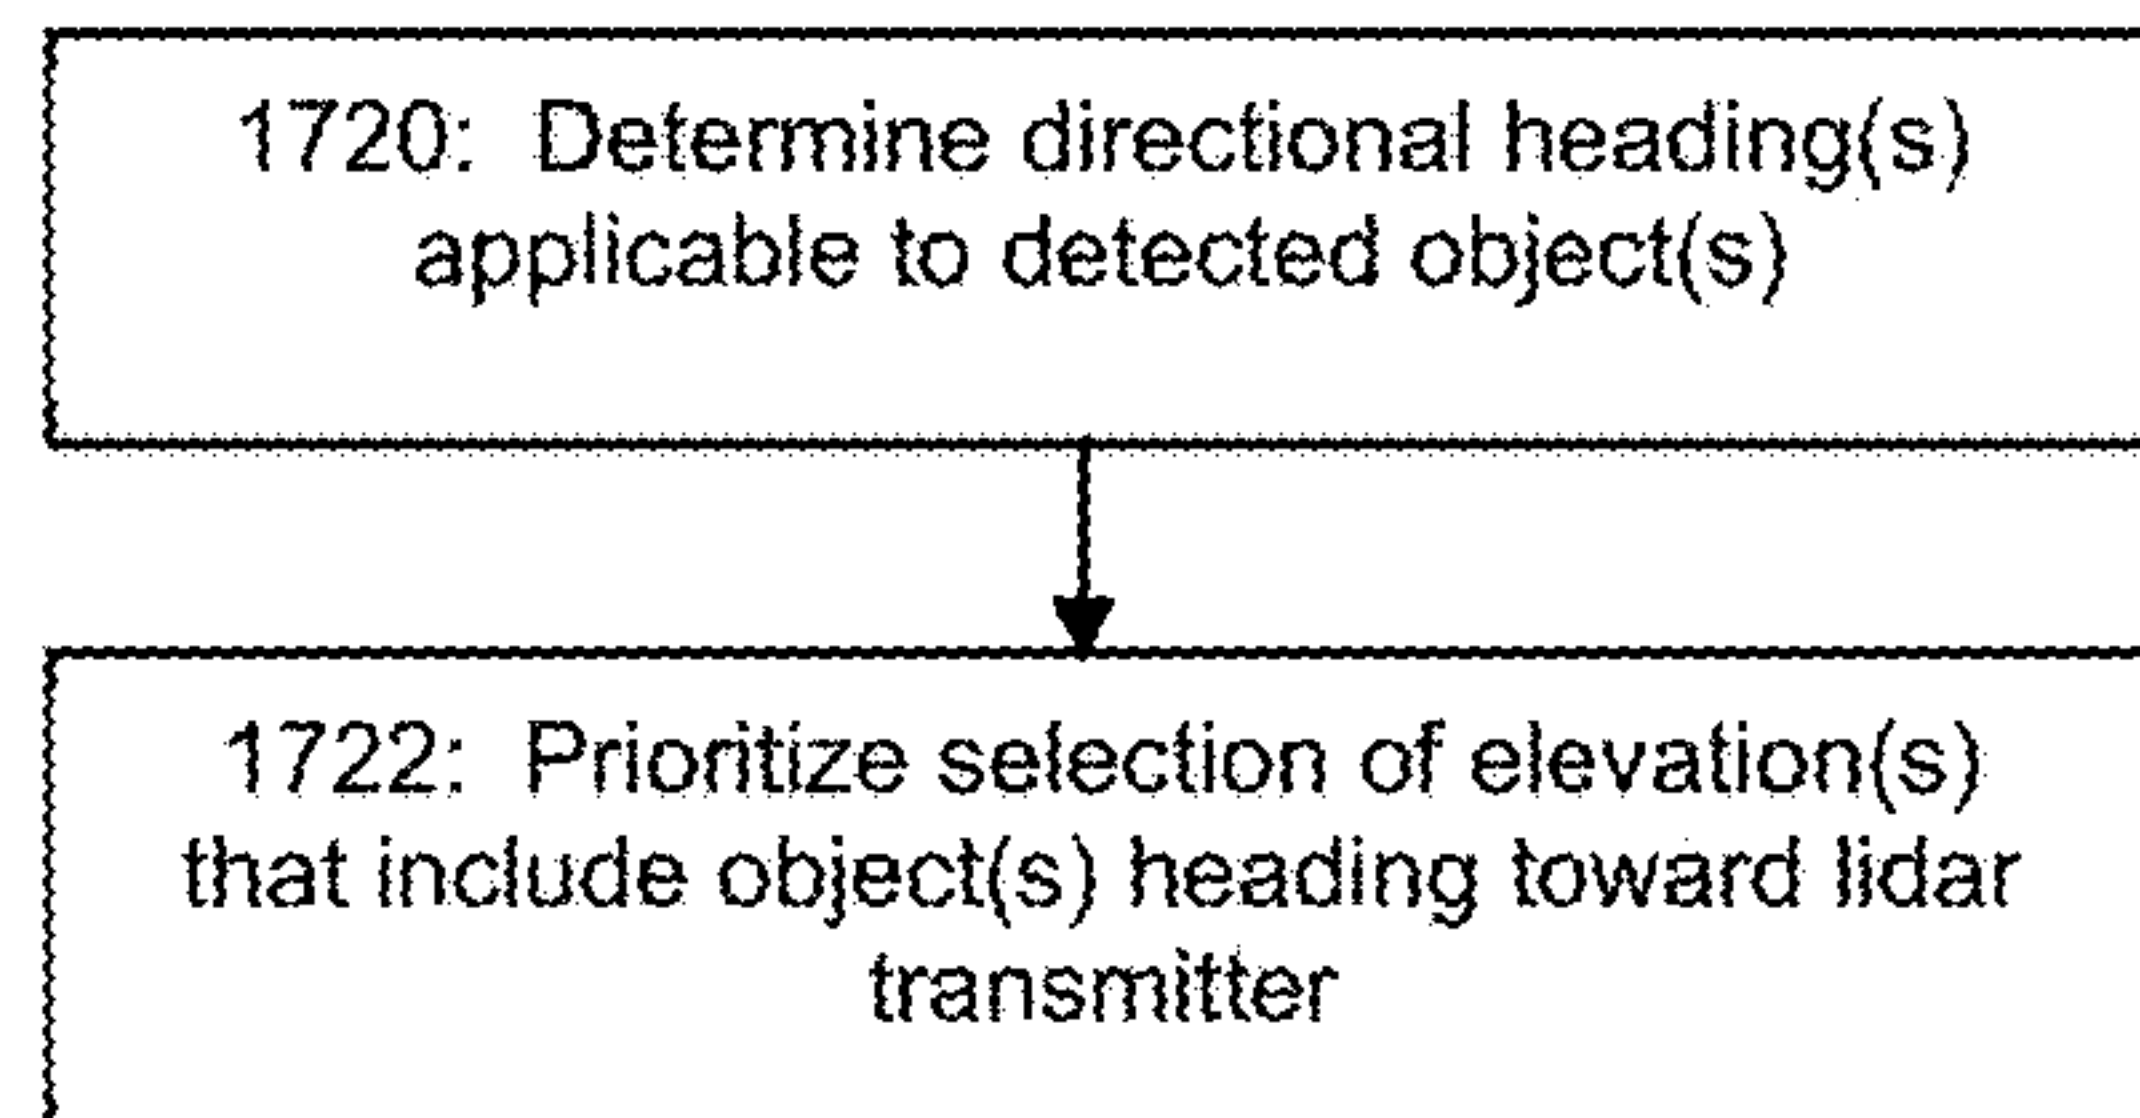 1720: Determine directional heading(s)
applicable to detected object(s)
1722: Prioritize selection of elevation(s)
that include object(s) heading toward lidar
transmitter